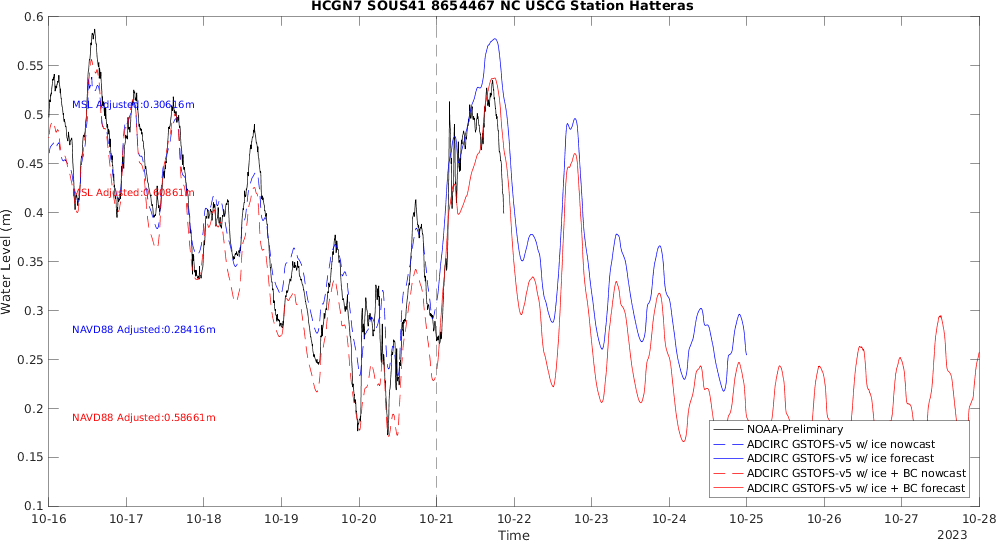 HCGN7 SOUS41 8654467 NC USCG Station Hatteras
0.6
0.55
0.5
0.45
0.4
0.35
0.3
0.25
0.2
0.15
0.1
Water Level (m)
MSL Adjusted:0.30616m
MSL Adjusted:0.60861m
NAVD88 Adjusted:0.28416m
NAVD88 Adjusted:0.58661m
NOAA-Preliminary
ADCIRC GSTOFS-v5 w/ ice nowcast
ADCIRC GSTOFS-v5 w/ ice forecast
ADCIRC GSTOFS-v5 w/ ice + BC nowcast
ADCIRC GSTOFS-v5 w/ ice + BC forecast
10-16 10-17 10-18 10-19 10-20 10-21 10-22 10-23 10-24 10-25 10-26 10-27 10-28
Time
2023